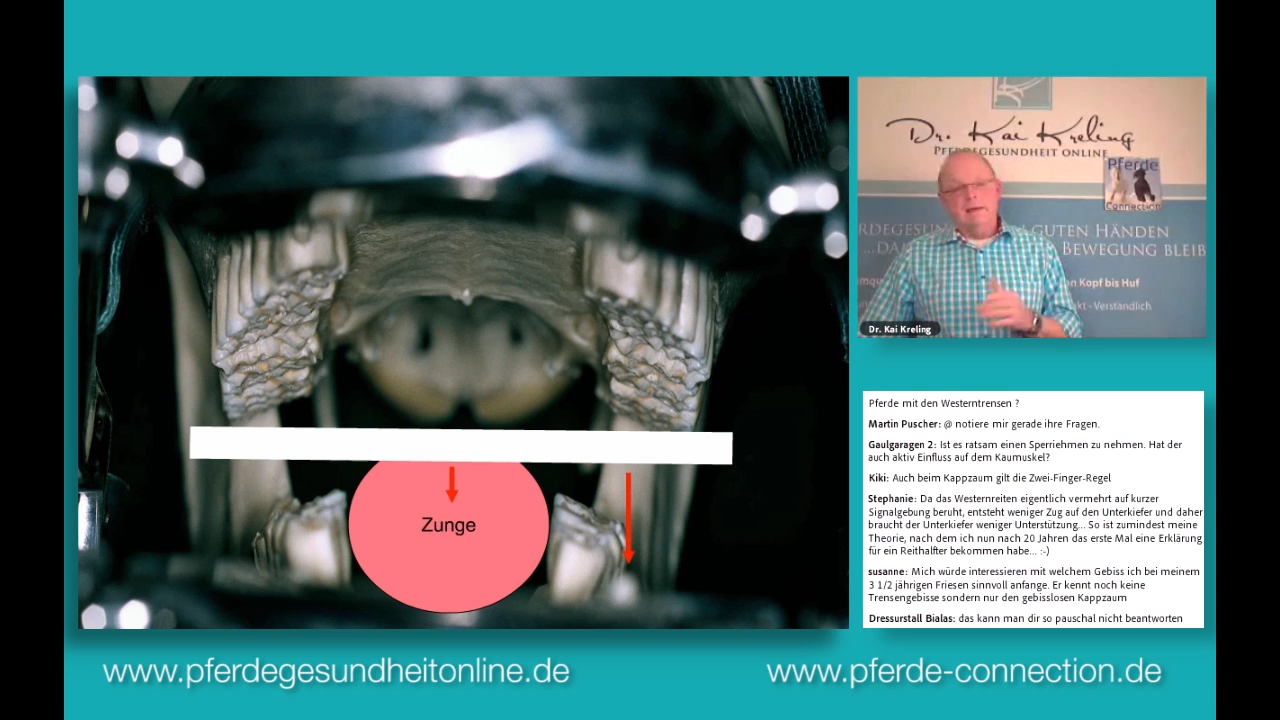 Zunge
Dr. Kai Kreling
PFERDEGESUNDHEIT ONLINE
Pferde
Connection
RDEGESUN
GUTEN HÄNDEN
...DA
BEWEGUNG BLEIB
n Kopf bis Huf
kt - Verständlich
Dr. Kai Kreling
Pferde mit den Westerntrensen ?
Martin Puscher: @ notiere mir gerade ihre Fragen.
Gaulgaragen 2: Ist es ratsam einen Sperriehmen zu nehmen. Hat der
auch aktiv Einfluss auf dem Kaumuskel?
Kiki: Auch beim Kappzaum gilt die Zwei-Finger-Regel
Stephanie: Da das Westernreiten eigentlich vermehrt auf kurzer
Signalgebung beruht, entsteht weniger Zug auf den Unterkiefer und daher
braucht der Unterkiefer weniger Unterstützung... So ist zumindest meine
Theorie, nach dem ich nun nach 20 Jahren das erste Mal eine Erklärung
für ein Reithalfter bekommen habe... :-)
susanne: Mich würde interessieren mit welchem Gebiss ich bei meinem
3 1/2 jährigen Friesen sinnvoll anfange. Er kennt noch keine
Trensengebisse sondern nur den gebisslosen Kappzaum
Dressurstall Bialas: das kann man dir so pauschal nicht beantworten
www.pferdegesundheitonline.de
www.pferde-connection.de